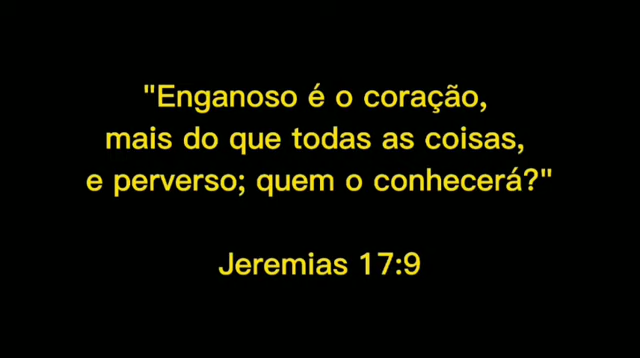 "Enganoso é o coração,
mais do que todas as coisas,
e perverso; quem o conhecerá?"
Jeremias 17:9